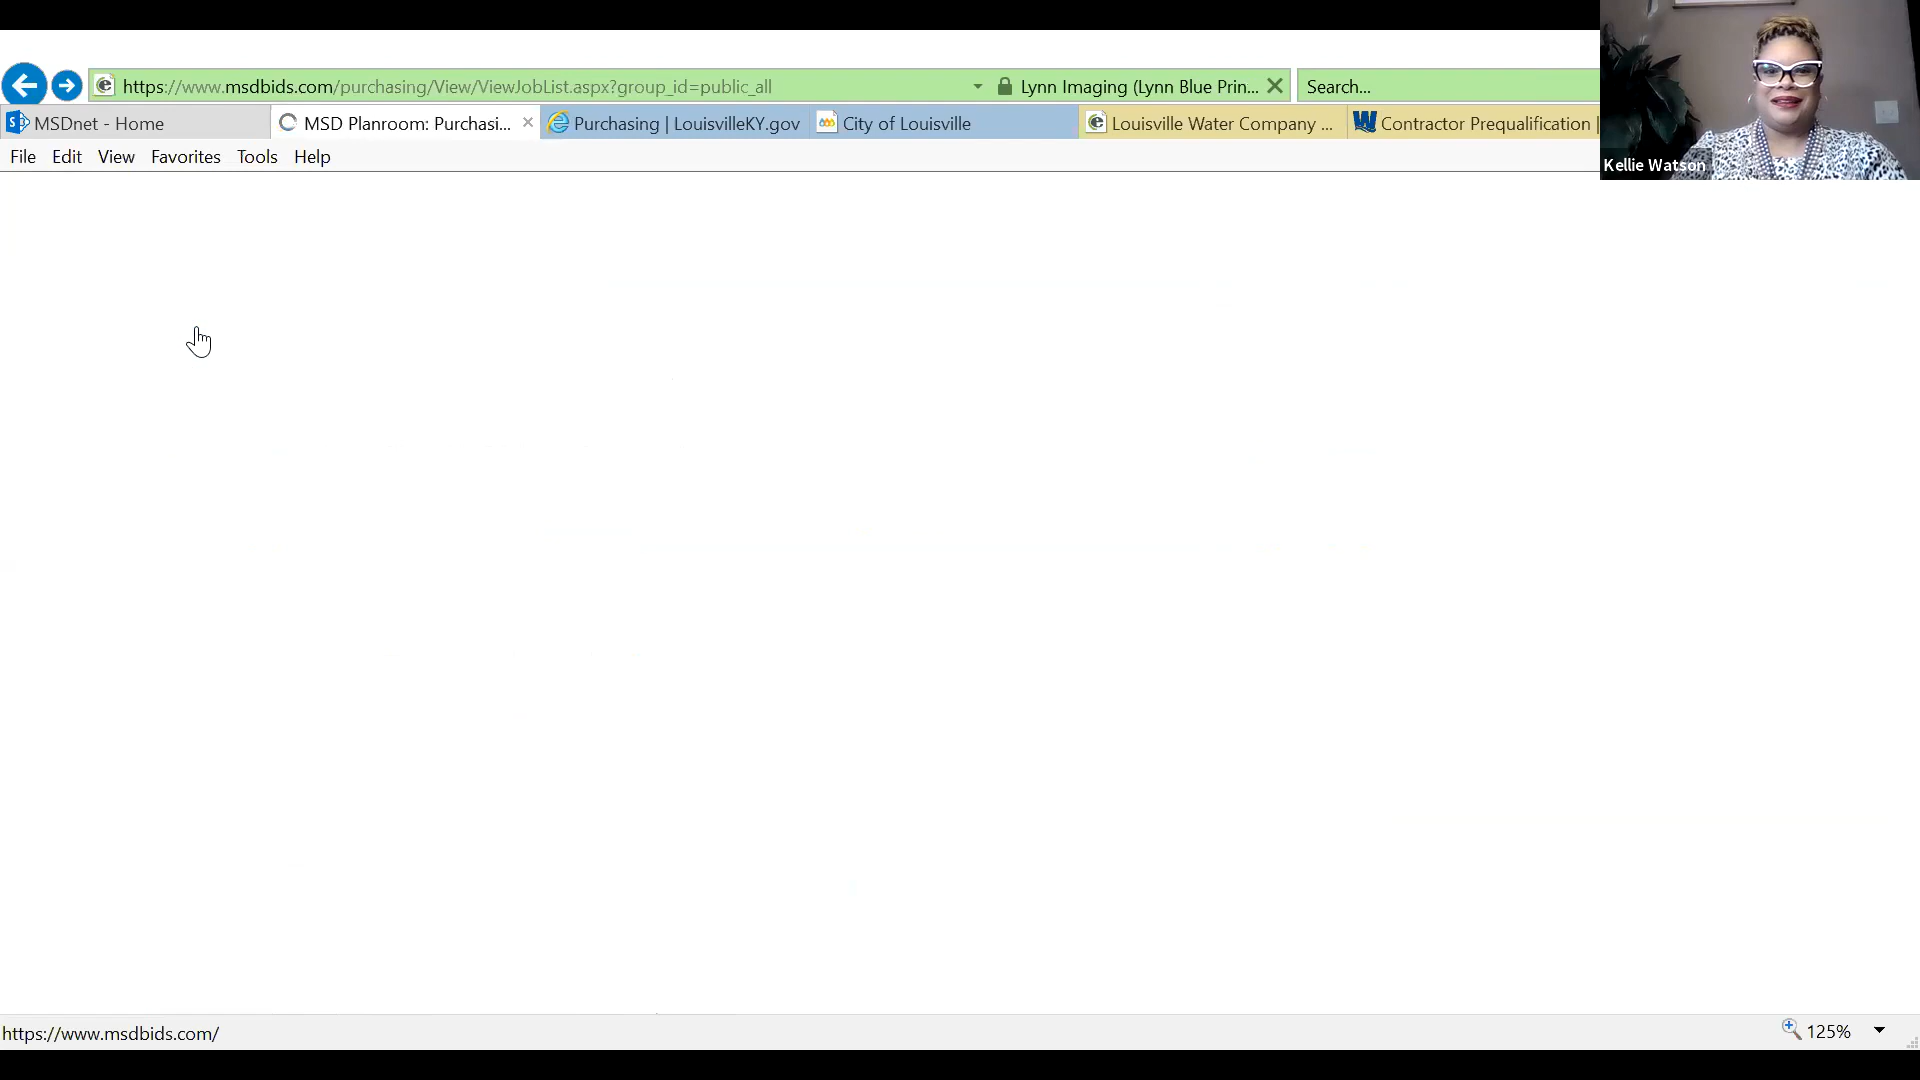 https://www.msdbids.com/purchasing/View/ViewJobList.aspx?group_id=public_all
Lynn Imaging (Lynn Blue Prin...
Search...
MSDnet - Home
MSD Planroom: Purchasi...
Purchasing | LouisvilleKY.gov
City of Louisville
Louisville Water Company ...
Contractor Prequalification |
File Edit View Favorites Tools Help
Kellie Watson
https://www.msdbids.com/
125%